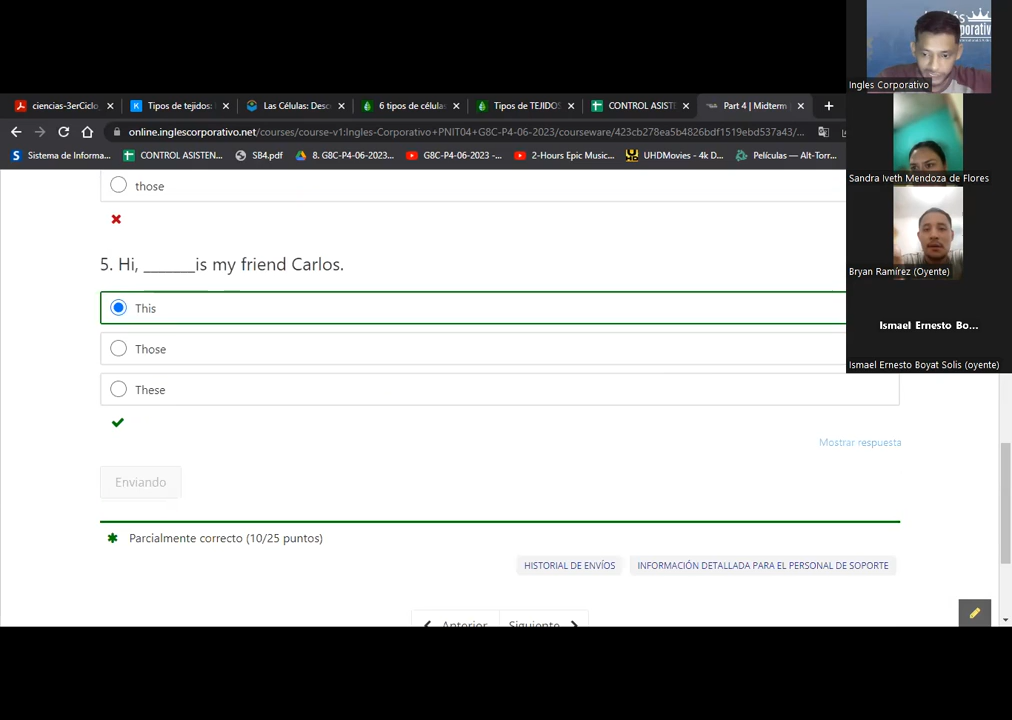 ciencias-3erCiclo
Tipos de tejidos:
Las Células: Desc
6 tipos de célula
Tipos de TEJIDOS
CONTROL ASIST
Part 4 | Midterm
online.inglescorporativo.net/courses/course-v1:Ingles-Corporativo+PNIT04+G8C-P4-06-2023/courseware/423cb278ea5b4826bdf1519ebd537a43/...
Sistema de Informa...
CONTROL ASISTEN...
SB4.pdf
8. G8C-P4-06-2023...
G8C-P4-06-2023 -...
2-Hours Epic Musi...
UHDMovies - 4k D...
Películas — Alt-Torr...
Ingles Corporativo
Sandra Iveth Mendoza de Flores
Bryan Ramírez (Oyente)
Ismael Ernesto Bo...
Ismael Ernesto Boyat Solis (oyente)
those
5. Hi, _______is my friend Carlos.
This
Those
These
Mostrar respuesta
Enviando
Parcialmente correcto (10/25 puntos)
HISTORIAL DE ENVÍOS
INFORMACIÓN DETALLADA PARA EL PERSONAL DE SOPORTE
Anterior
Siguiente